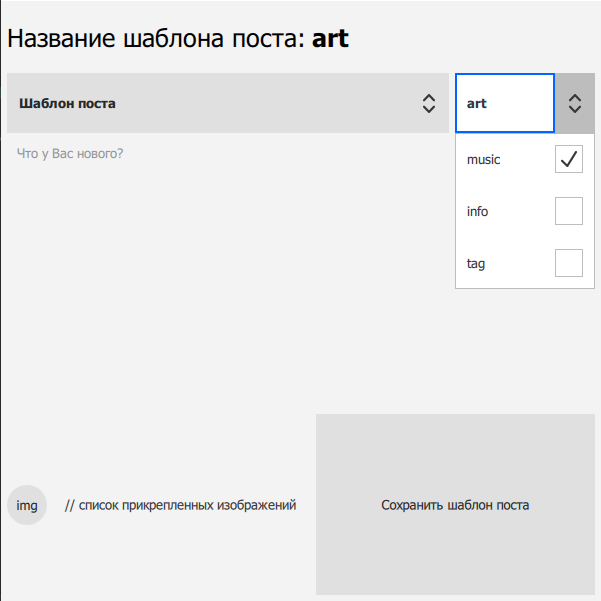 Название шаблона поста: art
Шаблон поста
art
Что у Вас нового?
music
info
tag
img
// список прикрепленных изображений
Сохранить шаблон поста